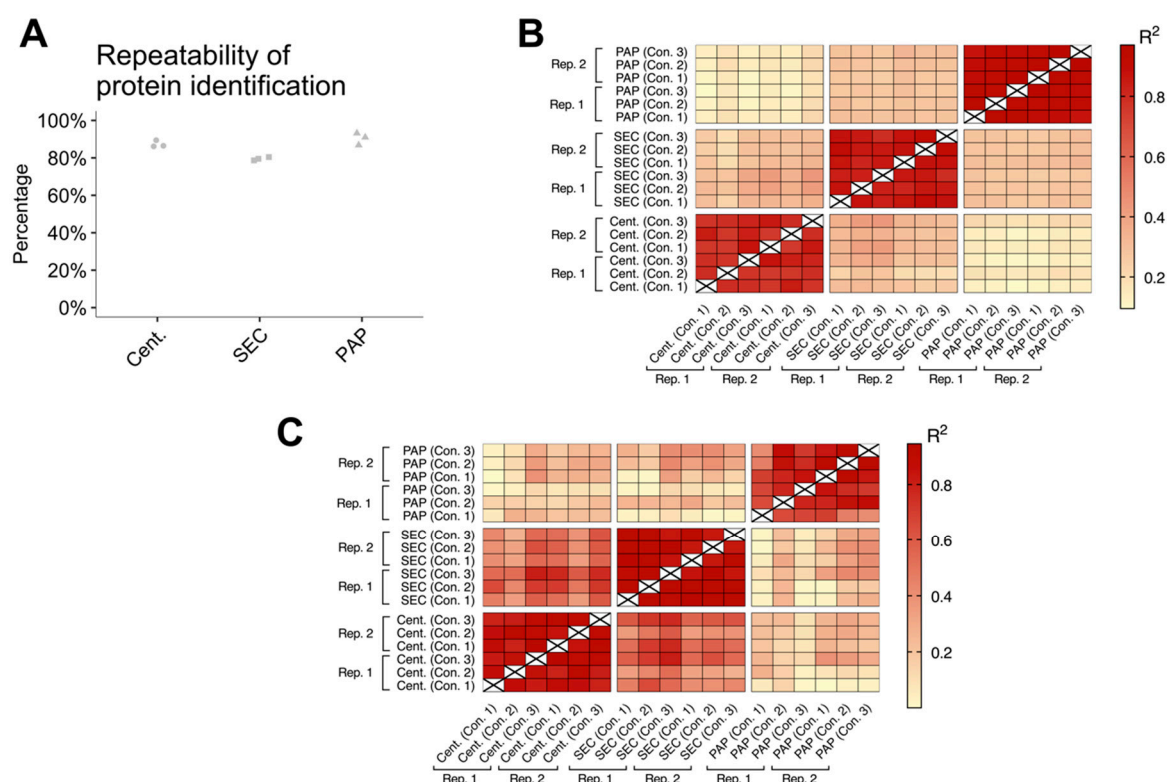 A
Repeatability of
protein identification
Percentage
100%
80%
60%
40%
20%
0%
Cent.
SEC
PAP
B
Rep. 2
Rep. 1
PAP (Con. 3)
PAP (Con. 2)
PAP (Con. 1)
PAP (Con. 3)
PAP (Con. 2)
PAP (Con. 1)
Rep. 2
Rep. 1
SEC (Con. 3)
SEC (Con. 2)
SEC (Con. 1)
SEC (Con. 3)
SEC (Con. 2)
SEC (Con. 1)
Rep. 2
Rep. 1
Cent. (Con. 3)
Cent. (Con. 2)
Cent. (Con. 1)
Cent. (Con. 3)
Cent. (Con. 2)
Cent. (Con. 1)
Cent. (Con. 1)
Cent. (Con. 2)
Cent. (Con. 3)
Cent. (Con. 1)
Cent. (Con. 2)
Cent. (Con. 3)
SEC (Con. 1)
SEC (Con. 2)
SEC (Con. 3)
SEC (Con. 1)
SEC (Con. 2)
SEC (Con. 3)
PAP (Con. 1)
PAP (Con. 2)
PAP (Con. 3)
PAP (Con. 1)
PAP (Con. 2)
PAP (Con. 3)
Rep. 1 Rep. 2 Rep. 1 Rep. 2 Rep. 1 Rep. 2
R²
0.8
0.6
0.4
0.2
C
Rep. 2
Rep. 1
PAP (Con. 3)
PAP (Con. 2)
PAP (Con. 1)
PAP (Con. 3)
PAP (Con. 2)
PAP (Con. 1)
Rep. 2
Rep. 1
SEC (Con. 3)
SEC (Con. 2)
SEC (Con. 1)
SEC (Con. 3)
SEC (Con. 2)
SEC (Con. 1)
Rep. 2
Rep. 1
Cent. (Con. 3)
Cent. (Con. 2)
Cent. (Con. 1)
Cent. (Con. 3)
Cent. (Con. 2)
Cent. (Con. 1)
Cent. (Con. 1)
Cent. (Con. 2)
Cent. (Con. 3)
Cent. (Con. 1)
Cent. (Con. 2)
Cent. (Con. 3)
SEC (Con. 1)
SEC (Con. 2)
SEC (Con. 3)
SEC (Con. 1)
SEC (Con. 2)
SEC (Con. 3)
PAP (Con. 1)
PAP (Con. 2)
PAP (Con. 3)
PAP (Con. 1)
PAP (Con. 2)
PAP (Con. 3)
Rep. 1 Rep. 2 Rep. 1 Rep. 2 Rep. 1 Rep. 2
R²
0.8
0.6
0.4
0.2